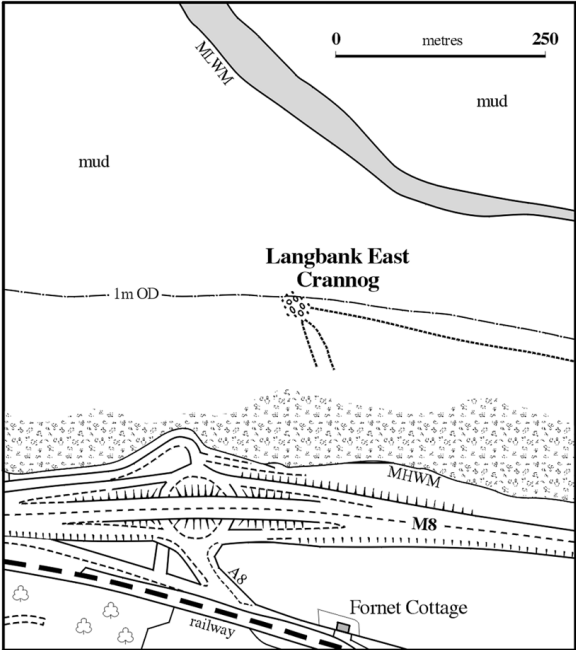 0 metres 250
MLWM
mud
mud
Langbank East
Crannog
1m OD
MHWM
M8
A8
Fornet Cottage
railway